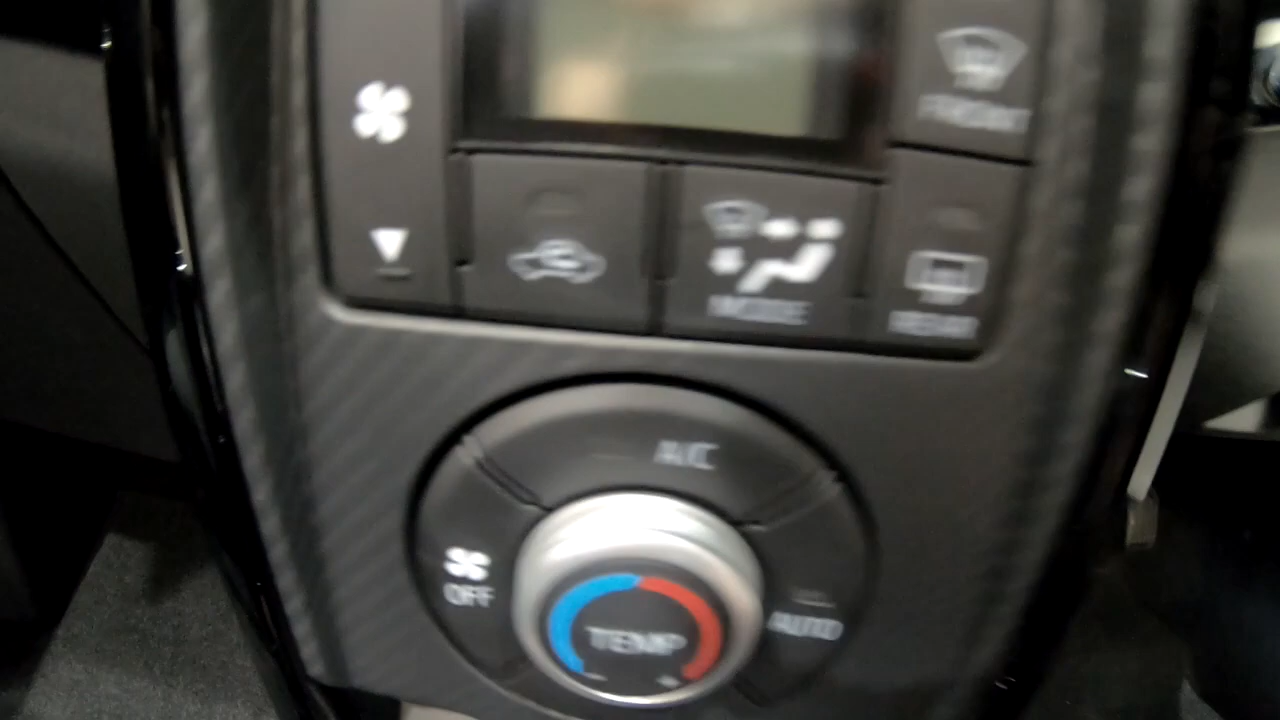 FRONT
MODE
REAR
A/C
OFF
AUTO
TEMP